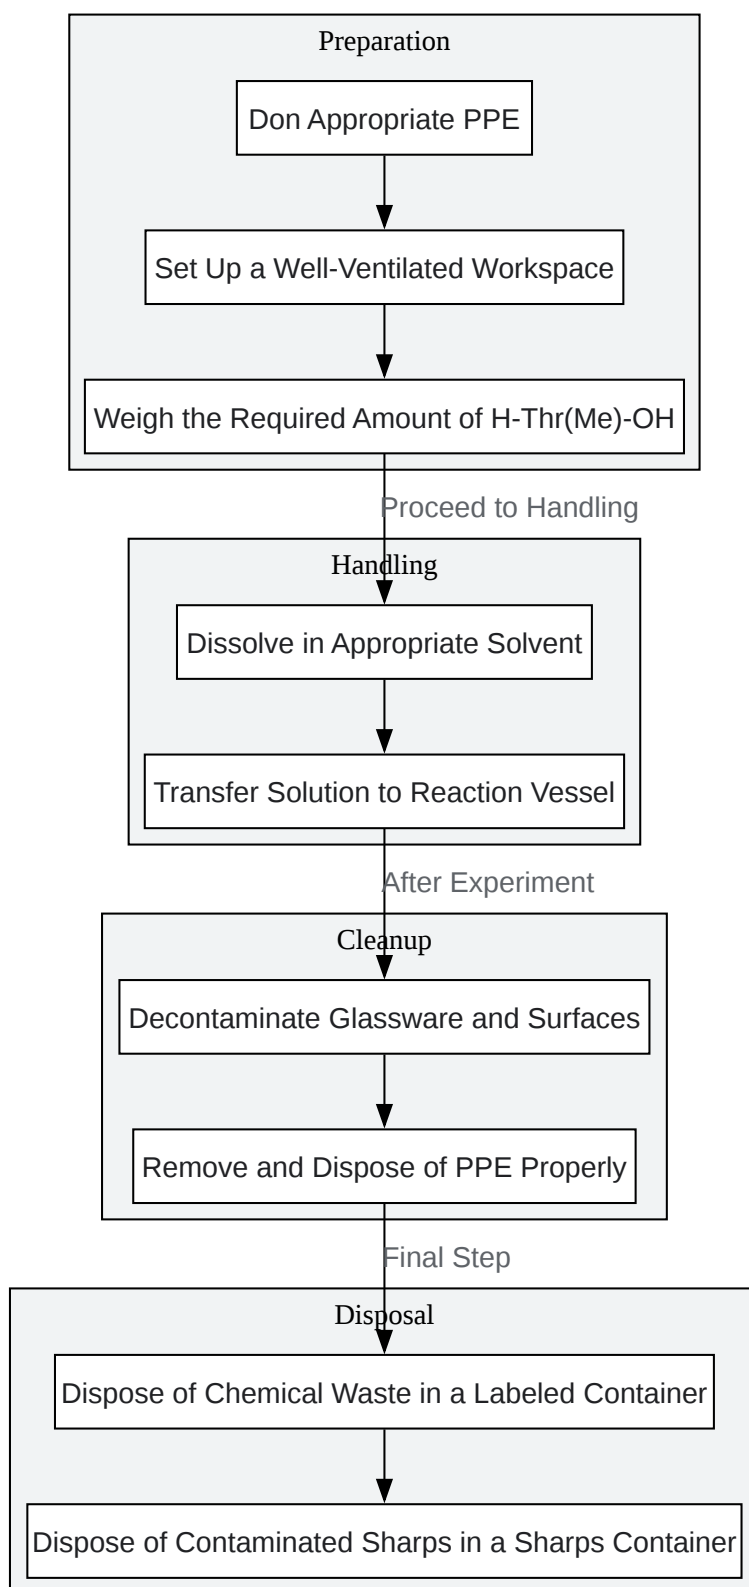 Preparation
Don Appropriate PPE
Set Up a Well-Ventilated Workspace
Weigh the Required Amount of H-Thr(Me)-OH
Proceed to Handling
Handling
Dissolve in Appropriate Solvent
Transfer Solution to Reaction Vessel
After Experiment
Cleanup
Decontaminate Glassware and Surfaces
Remove and Dispose of PPE Properly
Final Step
Disposal
Dispose of Chemical Waste in a Labeled Container
Dispose of Contaminated Sharps in a Sharps Container